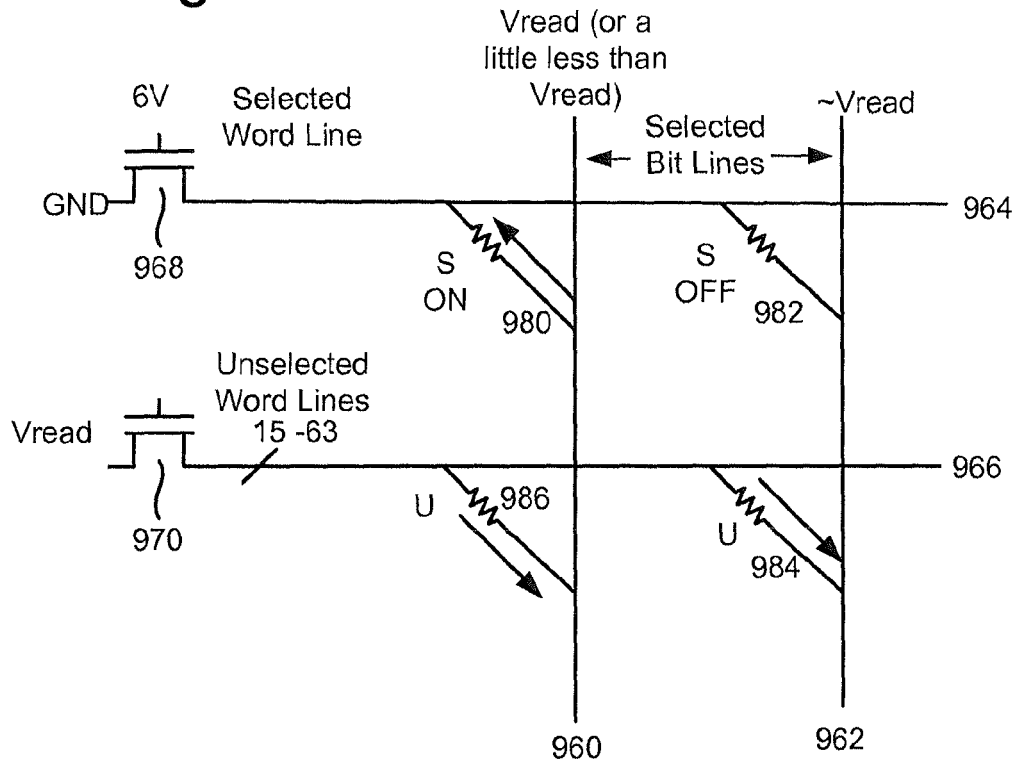 Vread (or a
little less than
Vread)
6V
Selected
Word Line
~Vread
Selected
Bit Lines
GND
964
968
S
ON
980
S
OFF
982
Unselected
Word Lines
15 -63
Vread
966
U
986
U
984
970
960
962